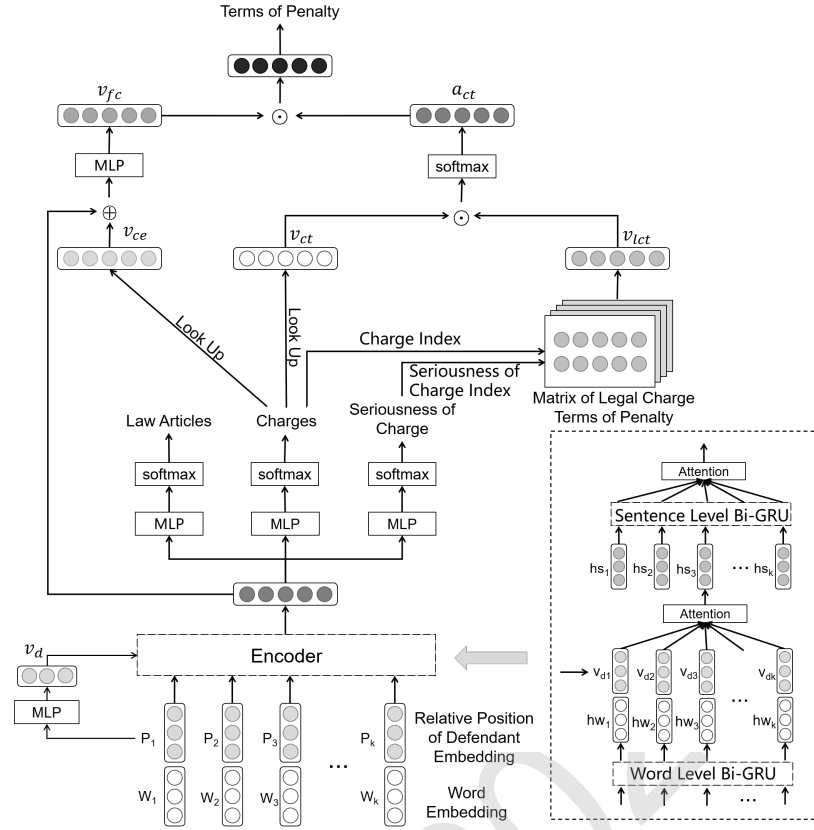 Terms of Penalty
v_fc
a_ct
MLP
softmax
⊙
⊙
⊕
v_ce
v_ct
v_lct
Look Up
Look Up
Charge Index
Seriousness of
Charge Index
Matrix of Legal Charge
Terms of Penalty
Law Articles
Charges
Seriousness of
Charge
softmax
softmax
softmax
MLP
MLP
MLP
v_d
MLP
Encoder
P_1
P_2
P_3
P_k
Relative Position
of Defendant
Embedding
...
W_1
W_2
W_3
W_k
Word
Embedding
Attention
Sentence Level Bi-GRU
hs_1
hs_2
hs_3
...
hs_k
Attention
v_d1
v_d2
v_d3
v_dk
...
hw_1
hw_2
hw_3
hw_k
Word Level Bi-GRU
...